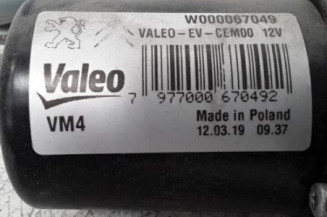 W000067049
VALEO-EV-CEM00 12V
Valeo
7 977000 670492
VM4
Made in Poland
12.03.19 09.37